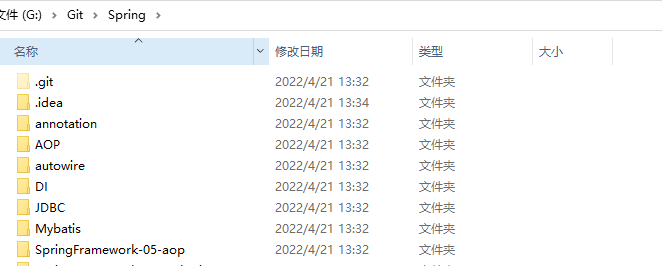 文件 (G:) > Git > Spring >
名称 修改日期 类型 大小
.git 2022/4/21 13:32 文件夹
.idea 2022/4/21 13:34 文件夹
annotation 2022/4/21 13:32 文件夹
AOP 2022/4/21 13:32 文件夹
autowire 2022/4/21 13:32 文件夹
DI 2022/4/21 13:32 文件夹
JDBC 2022/4/21 13:32 文件夹
Mybatis 2022/4/21 13:32 文件夹
SpringFramework-05-aop 2022/4/21 13:32 文件夹